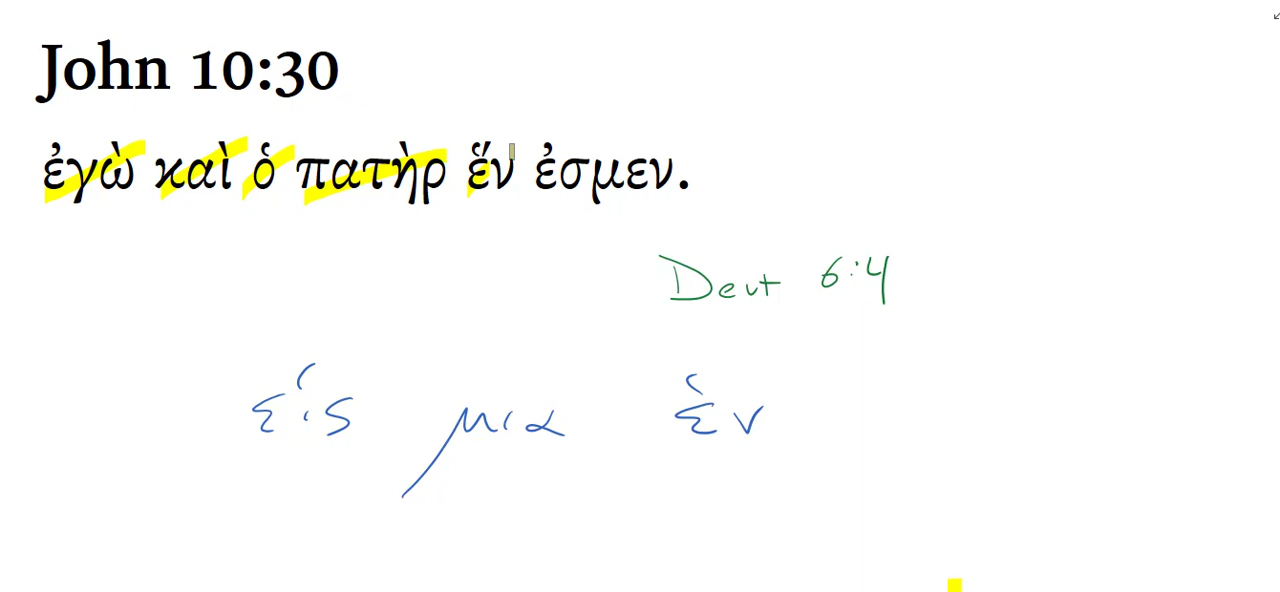 John 10:30
ἐγὼ καὶ ὁ πατὴρ ἕν ἐσμεν.
Deut 6:4
εἱς μια ἑν